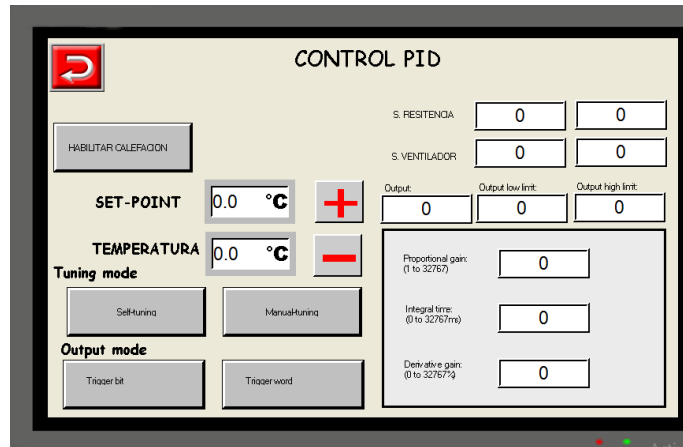 CONTROL PID
S. RESITENCIA 0 0
HABILITAR CALEFACION
S. VENTILADOR 0 0
Output: Output low limit: Output high limit:
0 0 0
SET-POINT 0.0 °C
TEMPERATURA 0.0 °C
Tuning mode
Self-tuning Manual-tuning
Output mode
Trigger bit Trigger word
Proportional gain:
(1 to 32767) 0
Integral time:
(0 to 32767ms) 0
Derivative gain:
(0 to 32767%) 0